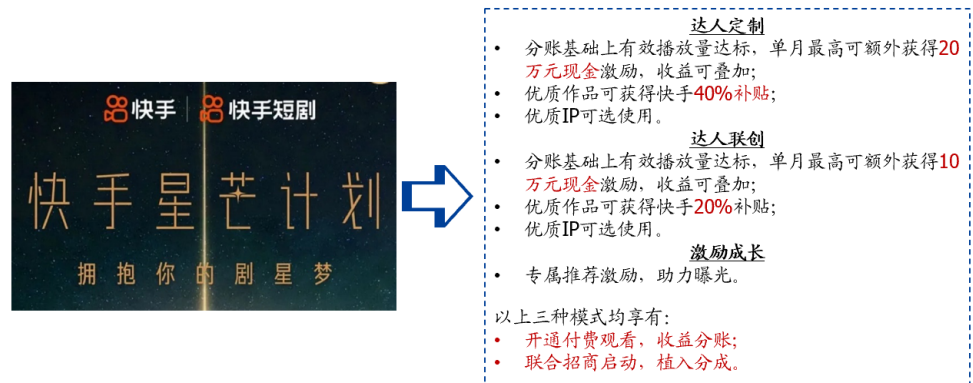 快手 | 快手短剧
快手星芒计划
拥抱你的剧星梦
达人定制
• 分账基础上有效播放量达标，单月最高可额外获得20
万元现金激励，收益可叠加；
• 优质作品可获得快手40%补贴；
• 优质IP可选使用。
达人联创
• 分账基础上有效播放量达标，单月最高可额外获得10
万元现金激励，收益可叠加；
• 优质作品可获得快手20%补贴；
• 优质IP可选使用。
激励成长
• 专属推荐激励，助力曝光。
以上三种模式均享有：
• 开通付费观看，收益分账；
• 联合招商启动，植入分成。